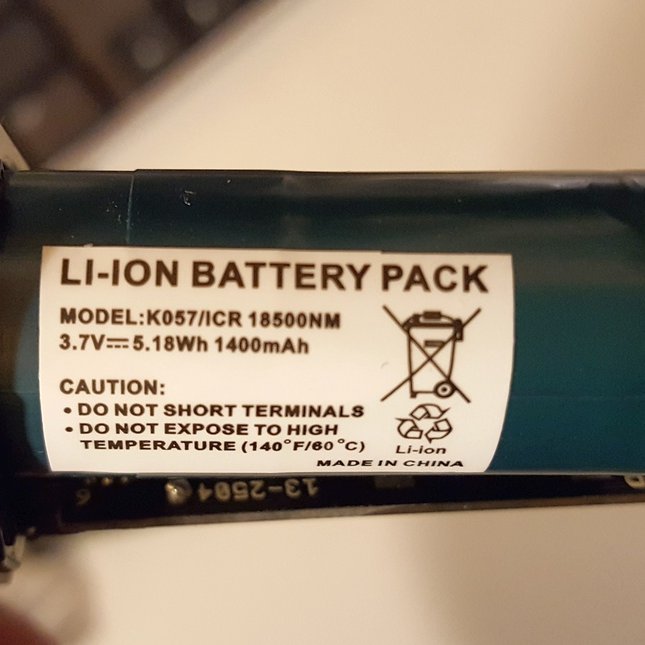 LI-ION BATTERY PACK
MODEL:K057/ICR 18500NM
3.7V⎓5.18Wh 1400mAh
CAUTION:
• DO NOT SHORT TERMINALS
• DO NOT EXPOSE TO HIGH
TEMPERATURE (140°F/60°C)
Li-ion
MADE IN CHINA
13-2504